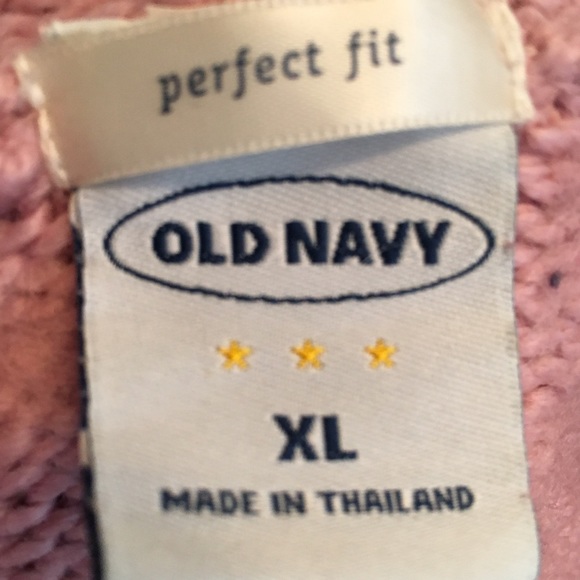 perfect fit
OLD NAVY
XL
MADE IN THAILAND